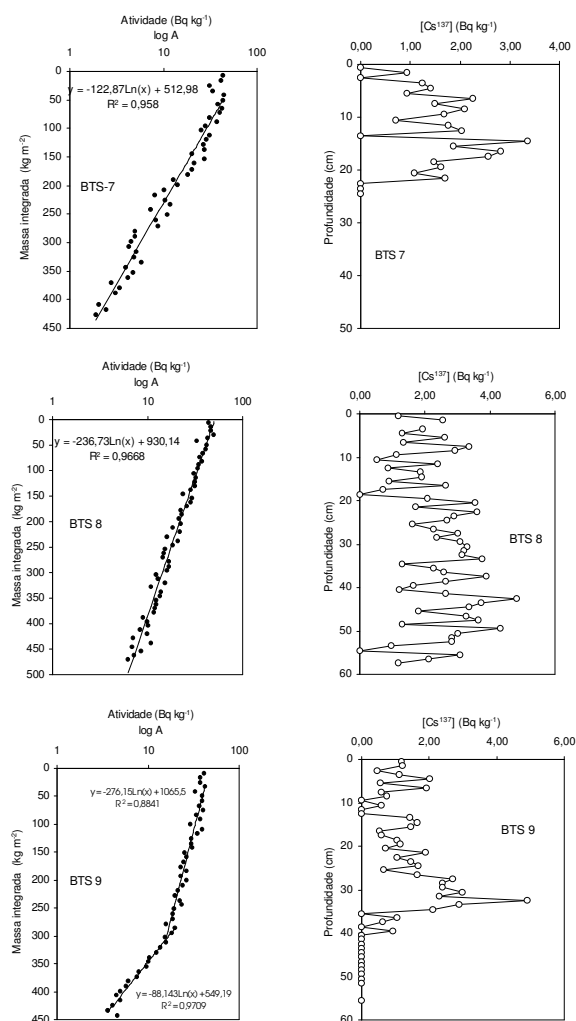 Atividade (Bq kg-1)
log A
1 10 100
0
50
100
150
200
250
300
350
400
450
Massa integrada (kg m-2)
y = -122,87Ln(x) + 512,98
R² = 0,958
BTS-7
[Cs137] (Bq kg-1)
0,00 1,00 2,00 3,00 4,00
0
10
20
30
40
50
Profundidade (cm)
BTS 7
Atividade (Bq kg-1)
log A
1 10 100
0
50
100
150
200
250
300
350
400
450
500
Massa integrada (kg m-2)
y = -236,73Ln(x) + 930,14
R² = 0,9668
BTS 8
[Cs137] (Bq kg-1)
0,00 2,00 4,00 6,00
0
10
20
30
40
50
60
Profundidade (cm)
BTS 8
Atividade (Bq kg-1)
log A
1 10 100
0
50
100
150
200
250
300
350
400
450
Massa integrada (kg m-2)
y = -276,15Ln(x) + 1065,5
R² = 0,8841
BTS 9
y = -88,143Ln(x) + 549,19
R² = 0,9709
[Cs137] (Bq kg-1)
0,00 2,00 4,00 6,00
0
10
20
30
40
50
60
Profundidade (cm)
BTS 9